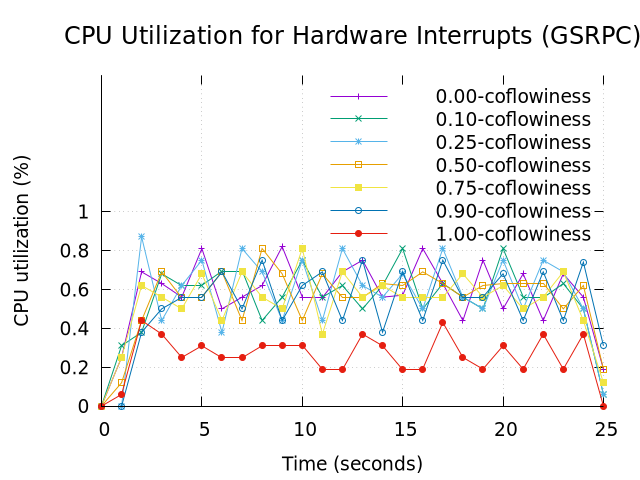 CPU Utilization for Hardware Interrupts (GSRPC)
CPU utilization (%)
0.00-coflowiness
0.10-coflowiness
0.25-coflowiness
0.50-coflowiness
0.75-coflowiness
0.90-coflowiness
1.00-coflowiness
1
0.8
0.6
0.4
0.2
0
0 5 10 15 20 25
Time (seconds)